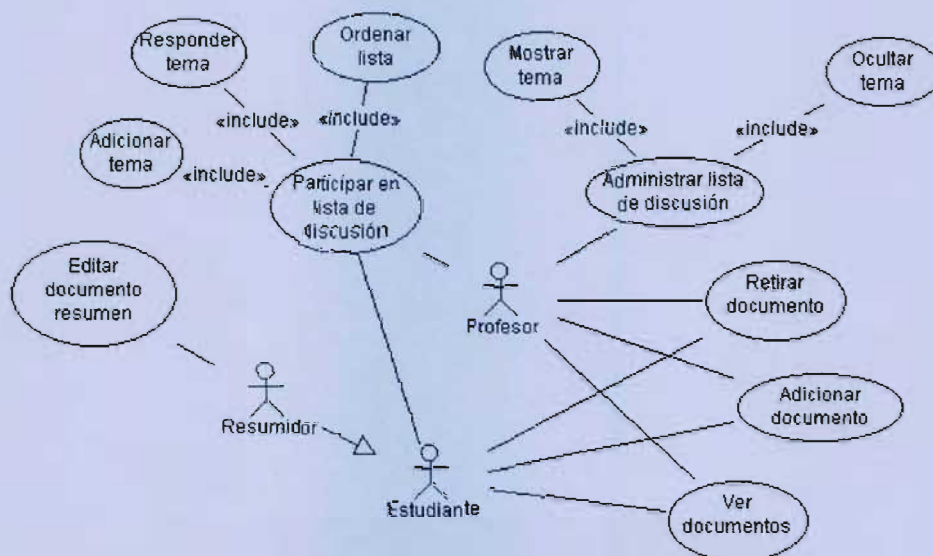 Responder
tema
Ordenar
lista
Mostrar
tema
Ocultar
tema
«include»
«include»
«include»
«include»
Adicionar
tema
«include»
Participar en
lista de
discusión
Administrar lista
de discusión
Editar
documento
resumen
Profesor
Retirar
documento
Resumidor
Adicionar
documento
Estudiante
Ver
documentos